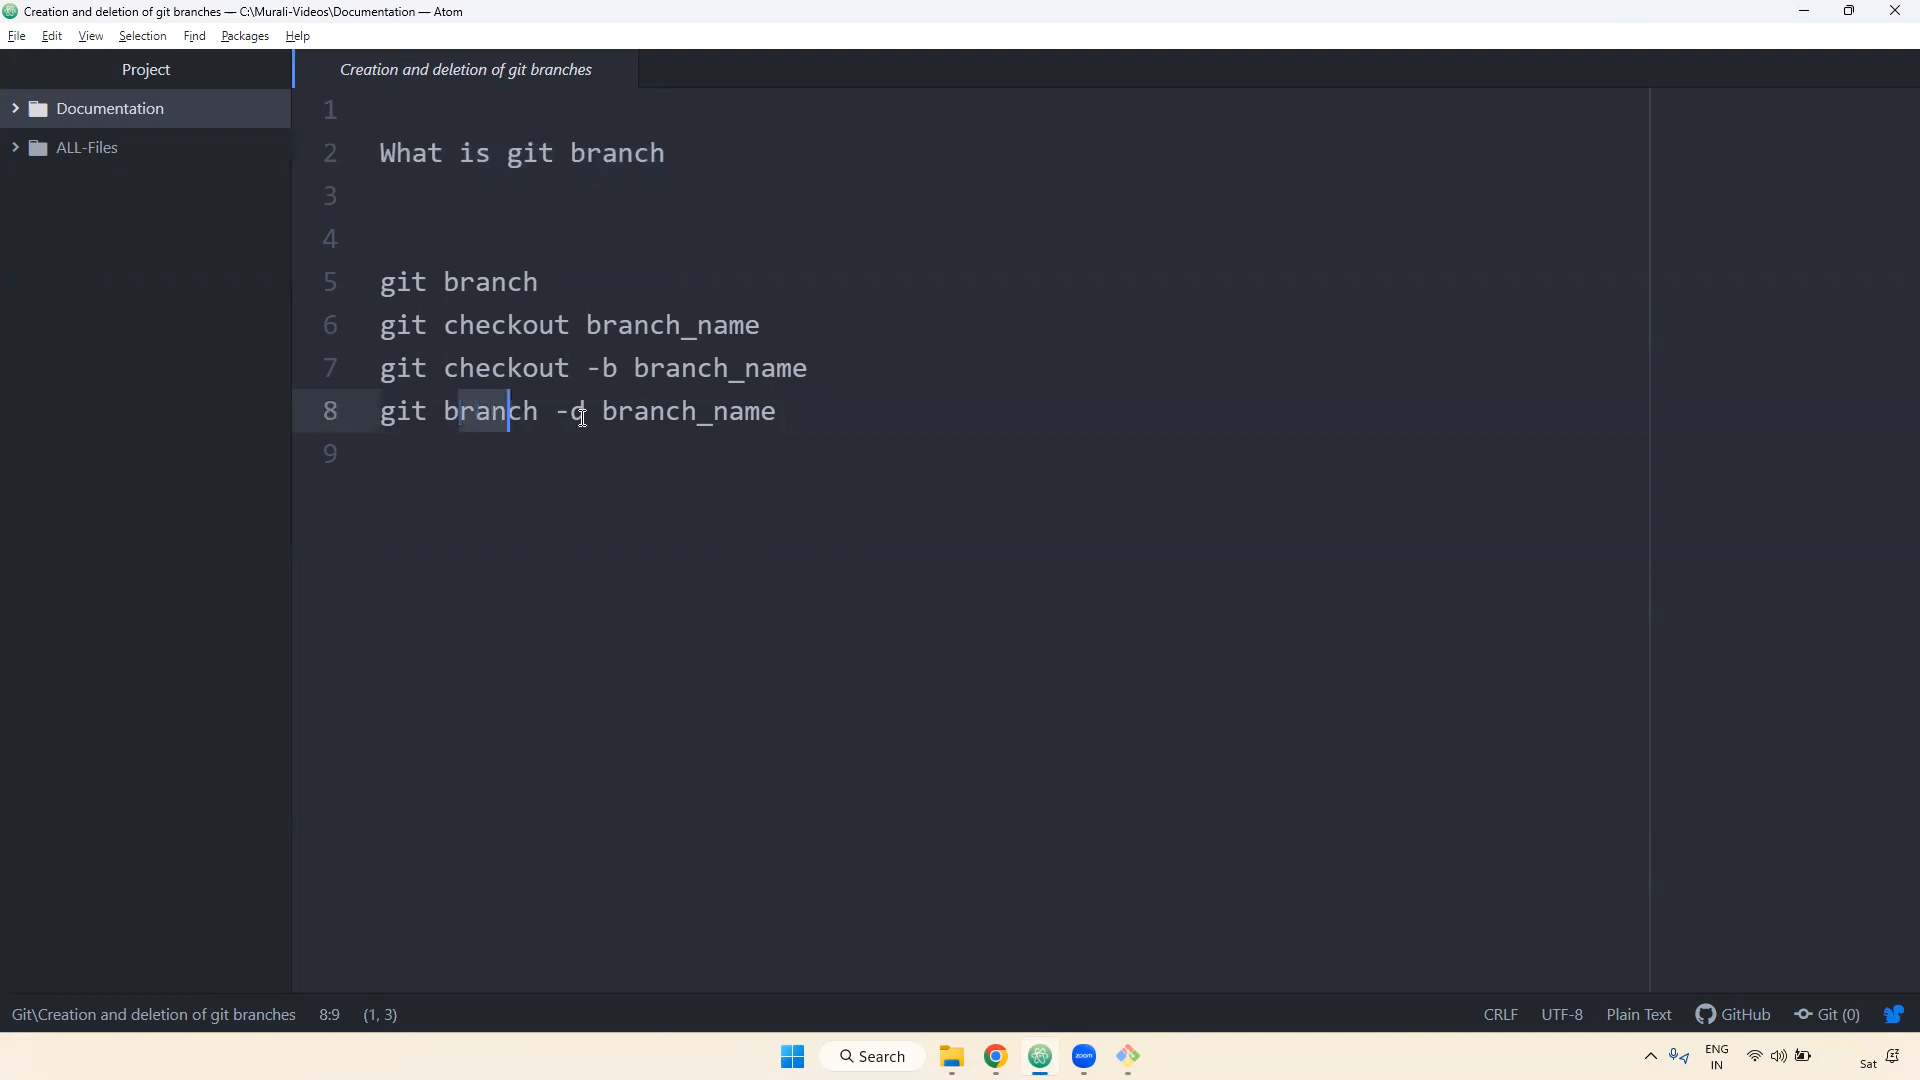 Creation and deletion of git branches — C:\Murali-Videos\Documentation — Atom
File Edit View Selection Find Packages Help
Project
Creation and deletion of git branches
Documentation
ALL-Files
1
2 What is git branch
3
4
5 git branch
6 git checkout branch_name
7 git checkout -b branch_name
8 git branch -d branch_name
9
Git\Creation and deletion of git branches 8:9 (1, 3) CRLF UTF-8 Plain Text GitHub Git (0)
Search
zoom
ENG
IN
Sat